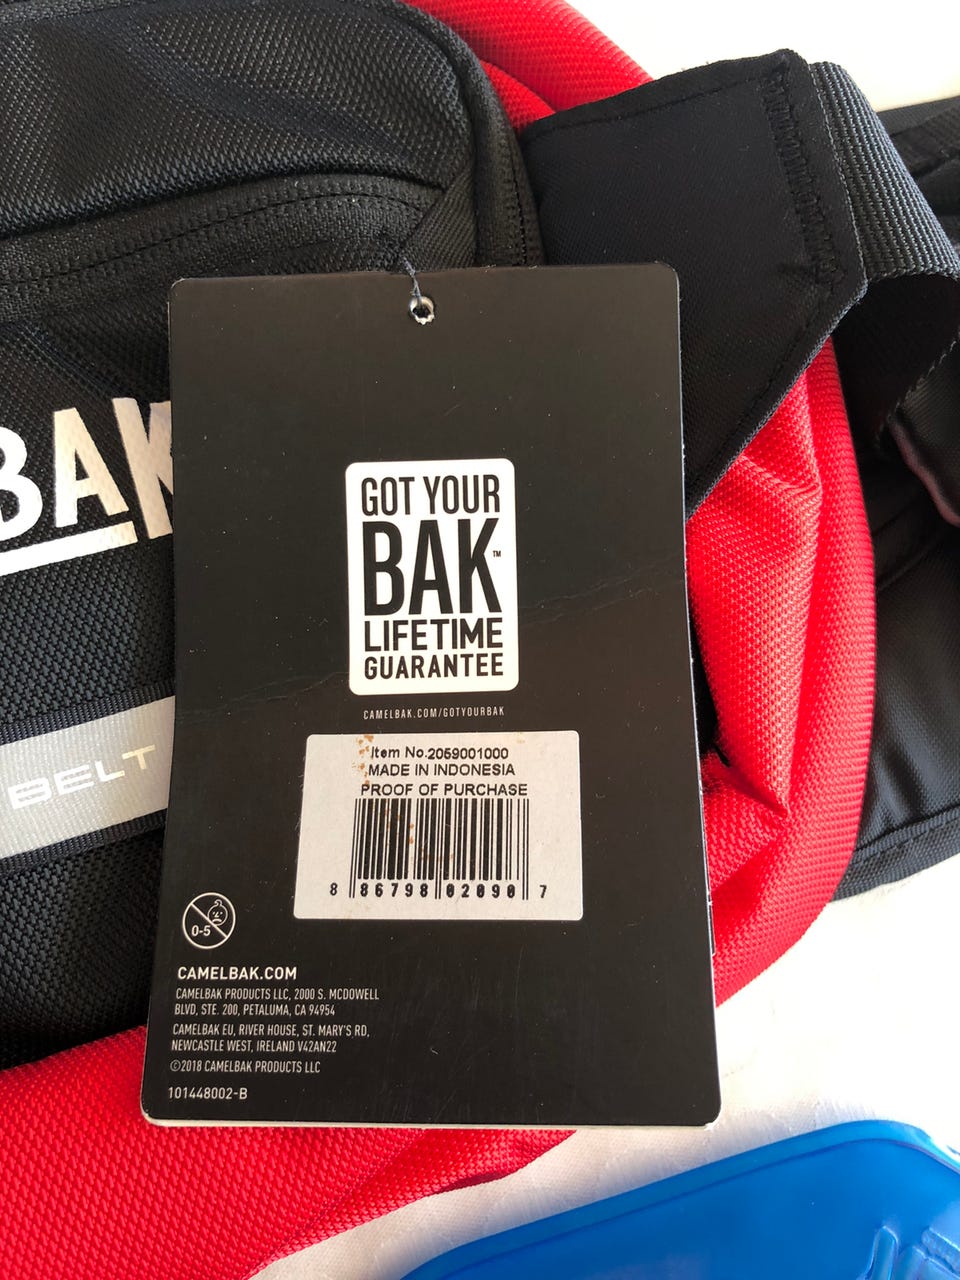 BAK
BELT
GOT YOUR
BAK™
LIFETIME
GUARANTEE
CAMELBAK.COM/GOTYOURBAK
Item No.2059001000
MADE IN INDONESIA
PROOF OF PURCHASE
8 86798 02090 7
0-5
CAMELBAK.COM
CAMELBAK PRODUCTS LLC, 2000 S. MCDOWELL
BLVD, STE. 200, PETALUMA, CA 94954
CAMELBAK EU, RIVER HOUSE, ST. MARY'S RD,
NEWCASTLE WEST, IRELAND V42AN22
©2018 CAMELBAK PRODUCTS LLC
101448002-B